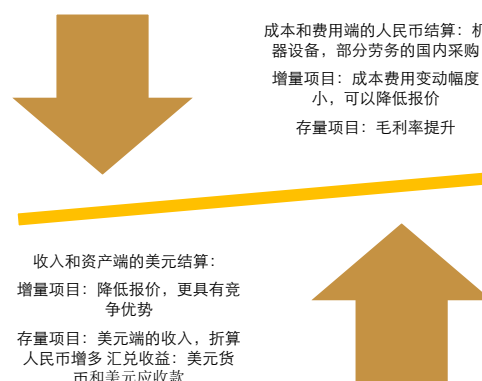 成本和费用端的人民币结算：机
器设备，部分劳务的国内采购
增量项目：成本费用变动幅度
小，可以降低报价
存量项目：毛利率提升
收入和资产端的美元结算：
增量项目：降低报价，更具有竞
争优势
存量项目：美元端的收入，折算
人民币增多 汇兑收益：美元货
币和美元应收款